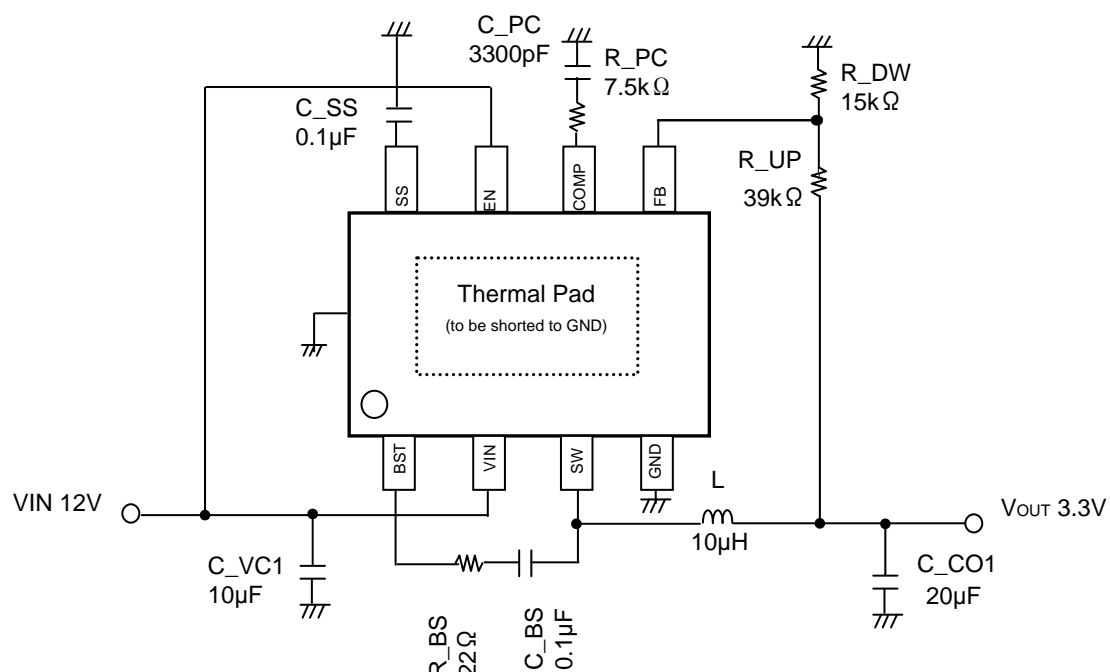 C_PC
3300pF
R_PC
7.5kΩ
R_DW
15kΩ
C_SS
0.1µF
R_UP
39kΩ
SS
EN
COMP
FB
Thermal Pad
(to be shorted to GND)
BST
VIN
SW
GND
VIN 12V
L
10µH
VOUT 3.3V
C_VC1
10µF
C_CO1
20µF
R_BS
22Ω
C_BS
0.1µF